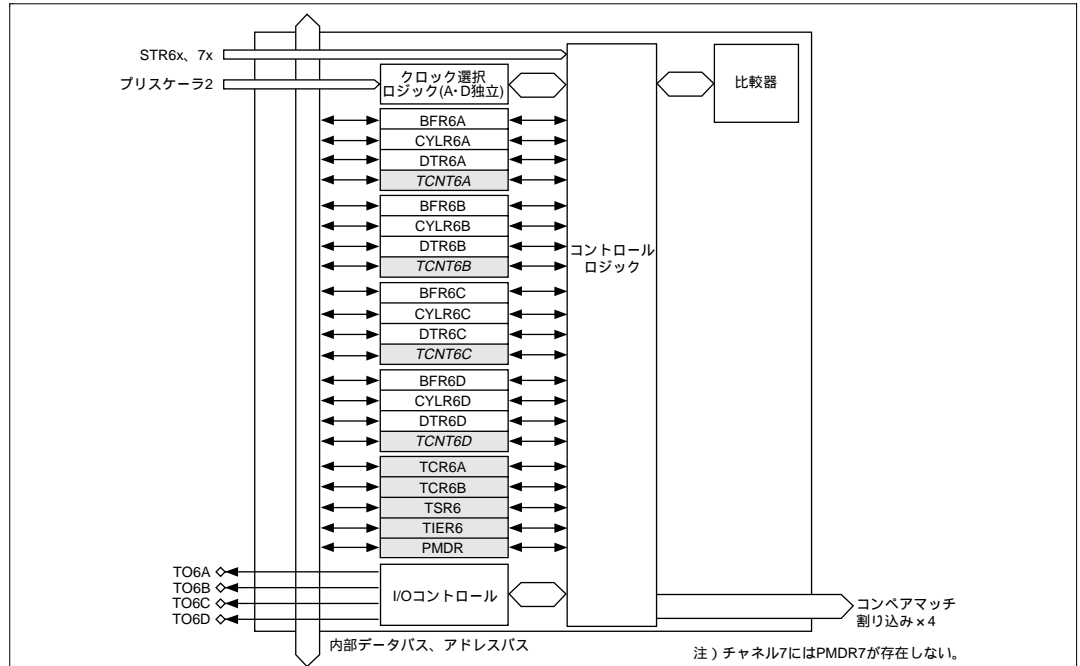 STR6x、7x
プリスケーラ2
クロック選択
ロジック(A・D独立)
比較器
BFR6A
CYLR6A
DTR6A
TCNT6A
BFR6B
CYLR6B
DTR6B
TCNT6B
コントロール
ロジック
BFR6C
CYLR6C
DTR6C
TCNT6C
BFR6D
CYLR6D
DTR6D
TCNT6D
TCR6A
TCR6B
TSR6
TIER6
PMDR
TO6A
TO6B
TO6C
TO6D
I/Oコントロール
コンペアマッチ
割り込み×4
内部データバス、アドレスバス
注）チャネル7にはPMDR7が存在しない。